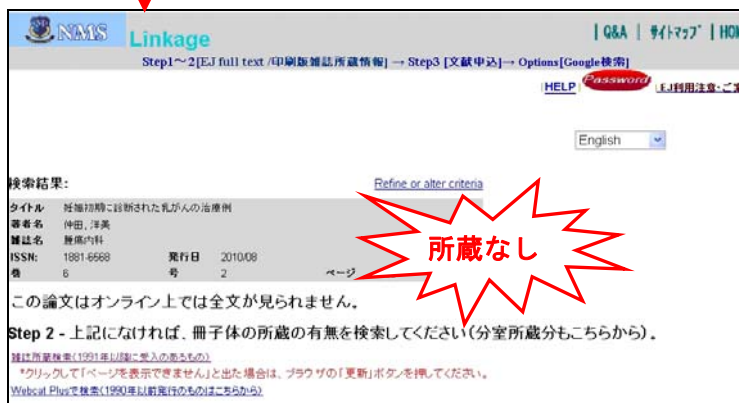 NMS Linkage | Q&A | ｻｲﾄﾏｯﾌﾟ | HOM
Step1～2[EJ full text /印刷版雑誌所蔵情報] → Step3 [文献申込]→ Options[Google検索]
HELP | Password | EJ利用注意・ご案
English
検索結果: Refine or alter criteria
タイトル 妊娠初期に診断された乳がんの治療例
著者名 仲田, 洋美
雑誌名 腫瘍内科
ISSN: 1881-6568 発行日 2010/08
巻 6 号 2 ページ
所蔵なし
この論文はオンライン上では全文が見られません。
Step 2 - 上記になければ、冊子体の所蔵の有無を検索してください(分室所蔵分もこちらから)．
雑誌所蔵検索(1991年以降に受入のあるもの)
*クリックして「ページを表示できません」と出た場合は、ブラウザの「更新」ボタンを押してください。
Webcat Plusで検索(1990年以前発行のものはこちらから)